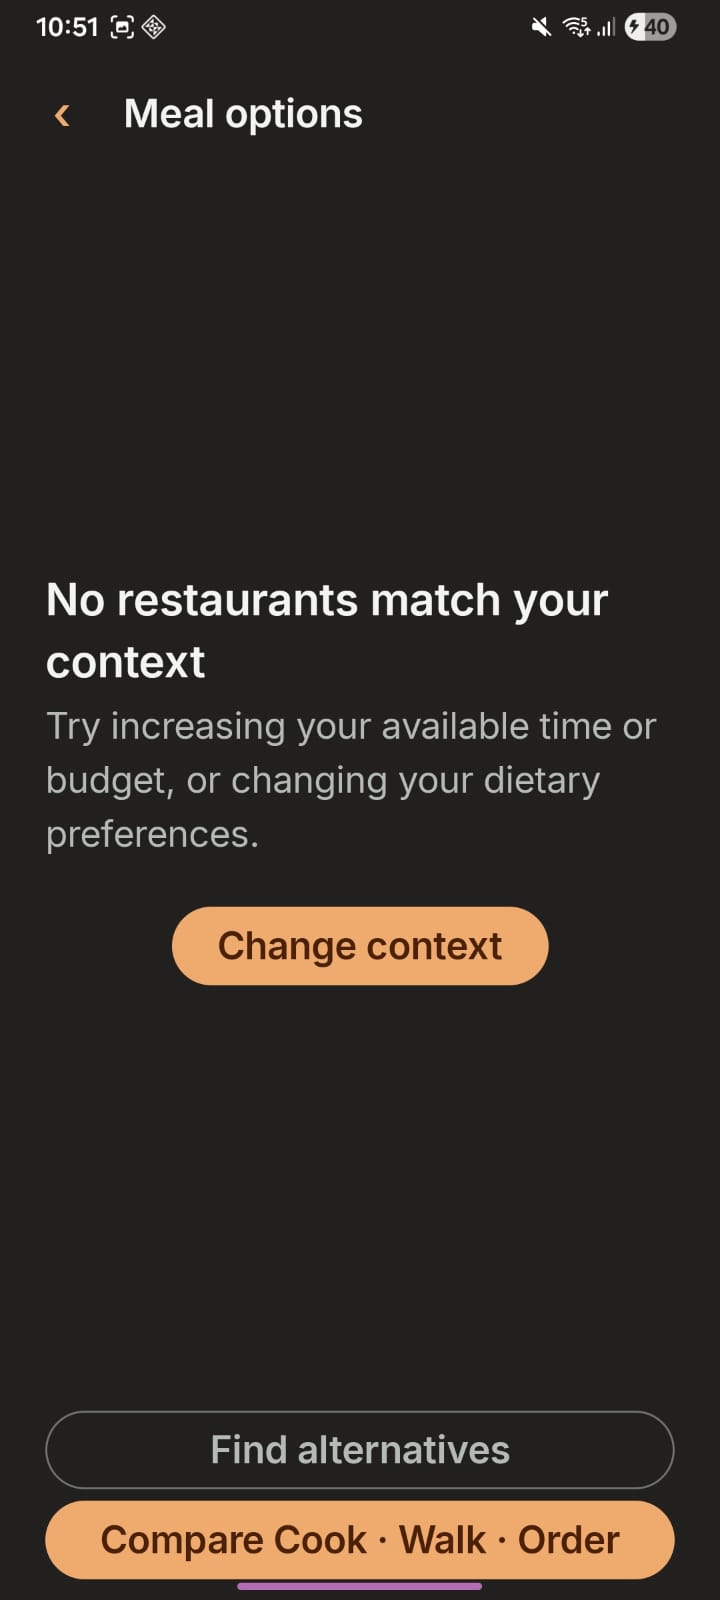 10:51
5
40
Meal options
No restaurants match your
context
Try increasing your available time or
budget, or changing your dietary
preferences.
Change context
Find alternatives
Compare Cook · Walk · Order